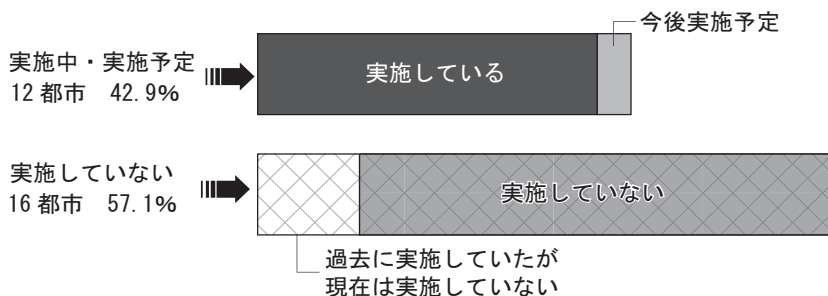 今後実施予定
実施中・実施予定
12 都市　42.9%
実施している
実施していない
16 都市　57.1%
実施していない
過去に実施していたが
現在は実施していない